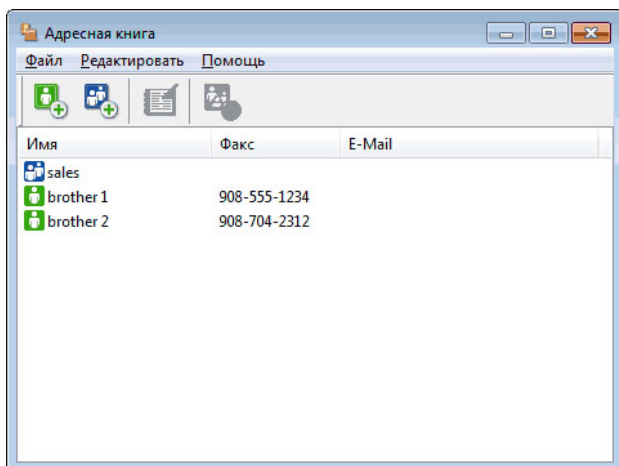 Адресная книга
Файл Редактировать Помощь
Имя Факс E-Mail
sales
brother 1 908-555-1234
brother 2 908-704-2312